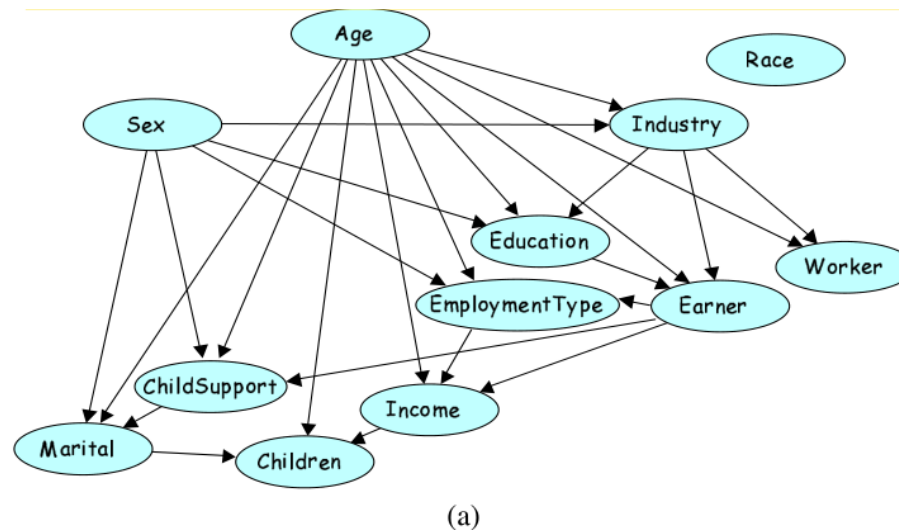 Age
Race
Sex
Industry
Education
Worker
EmploymentType
Earner
ChildSupport
Income
Marital
Children
(a)